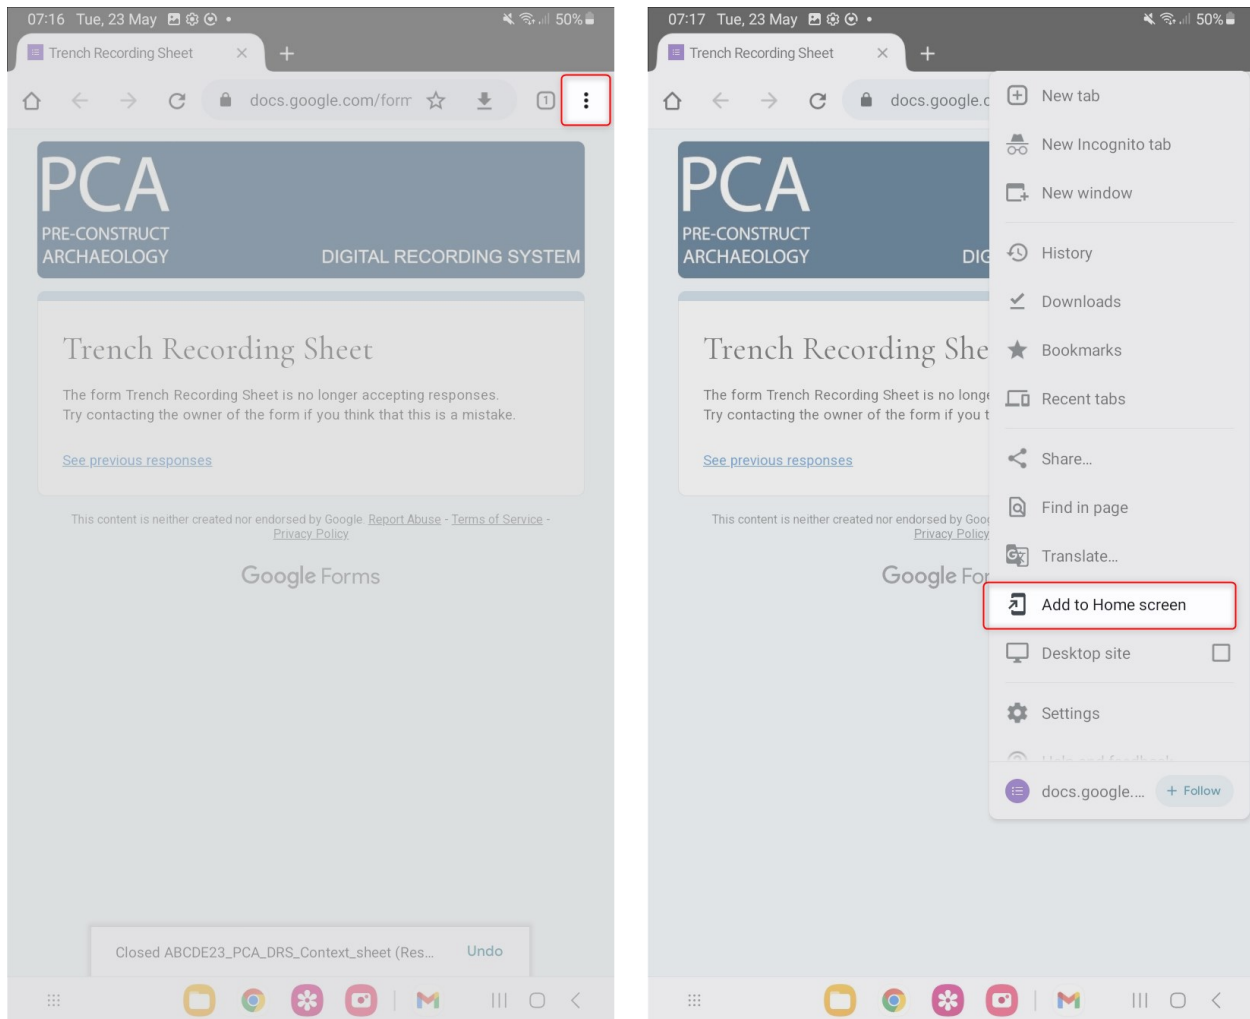 07:16 Tue, 23 May 50%
Trench Recording Sheet
docs.google.com/form
1
PCA
PRE-CONSTRUCT
ARCHAEOLOGY
DIGITAL RECORDING SYSTEM
Trench Recording Sheet
The form Trench Recording Sheet is no longer accepting responses.
Try contacting the owner of the form if you think that this is a mistake.
See previous responses
This content is neither created nor endorsed by Google. Report Abuse - Terms of Service -
Privacy Policy
Google Forms
Closed ABCDE23_PCA_DRS_Context_sheet (Res... Undo
07:17 Tue, 23 May 50%
Trench Recording Sheet
docs.google.c
PCA
PRE-CONSTRUCT
ARCHAEOLOGY
DIG
Trench Recording She
The form Trench Recording Sheet is no longe
Try contacting the owner of the form if you t
See previous responses
This content is neither created nor endorsed by Goog
Privacy Policy
Google For
New tab
New Incognito tab
New window
History
Downloads
Bookmarks
Recent tabs
Share...
Find in page
Translate...
Add to Home screen
Desktop site
Settings
docs.google.... + Follow